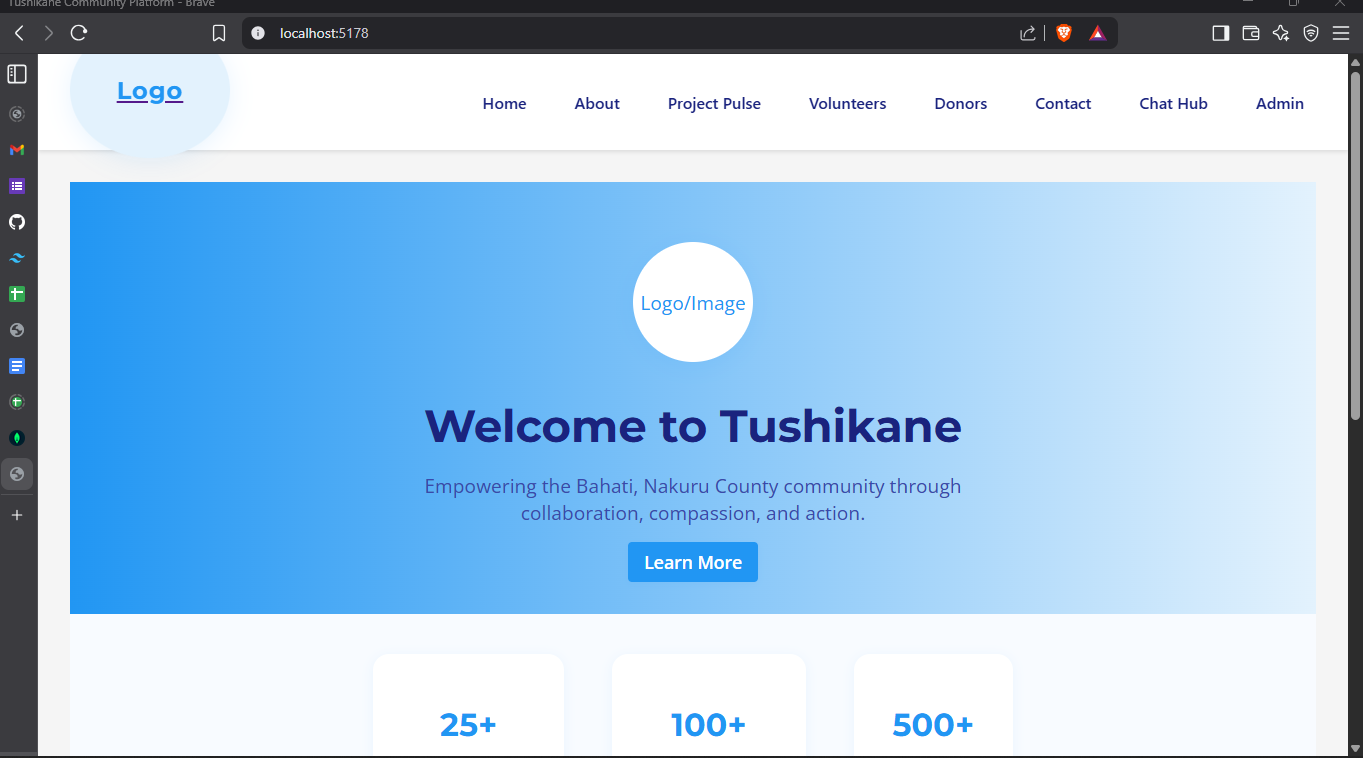 Tushikane Community Platform - Brave
localhost:5178
Logo
Home About Project Pulse Volunteers Donors Contact Chat Hub Admin
Logo/Image
Welcome to Tushikane
Empowering the Bahati, Nakuru County community through
collaboration, compassion, and action.
Learn More
25+ 100+ 500+